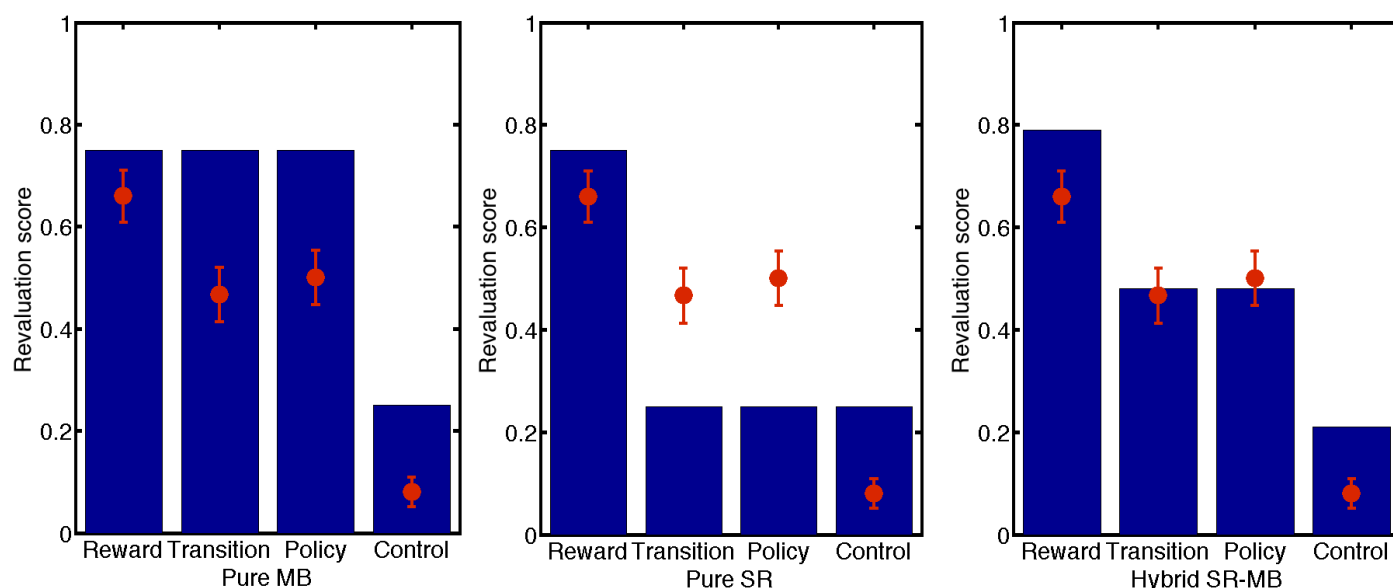 1
0.8
0.6
0.4
0.2
0
Revaluation score
Reward Transition Policy Control
Pure MB
1
0.8
0.6
0.4
0.2
0
Revaluation score
Reward Transition Policy Control
Pure SR
1
0.8
0.6
0.4
0.2
0
Revaluation score
Reward Transition Policy Control
Hybrid SR-MB